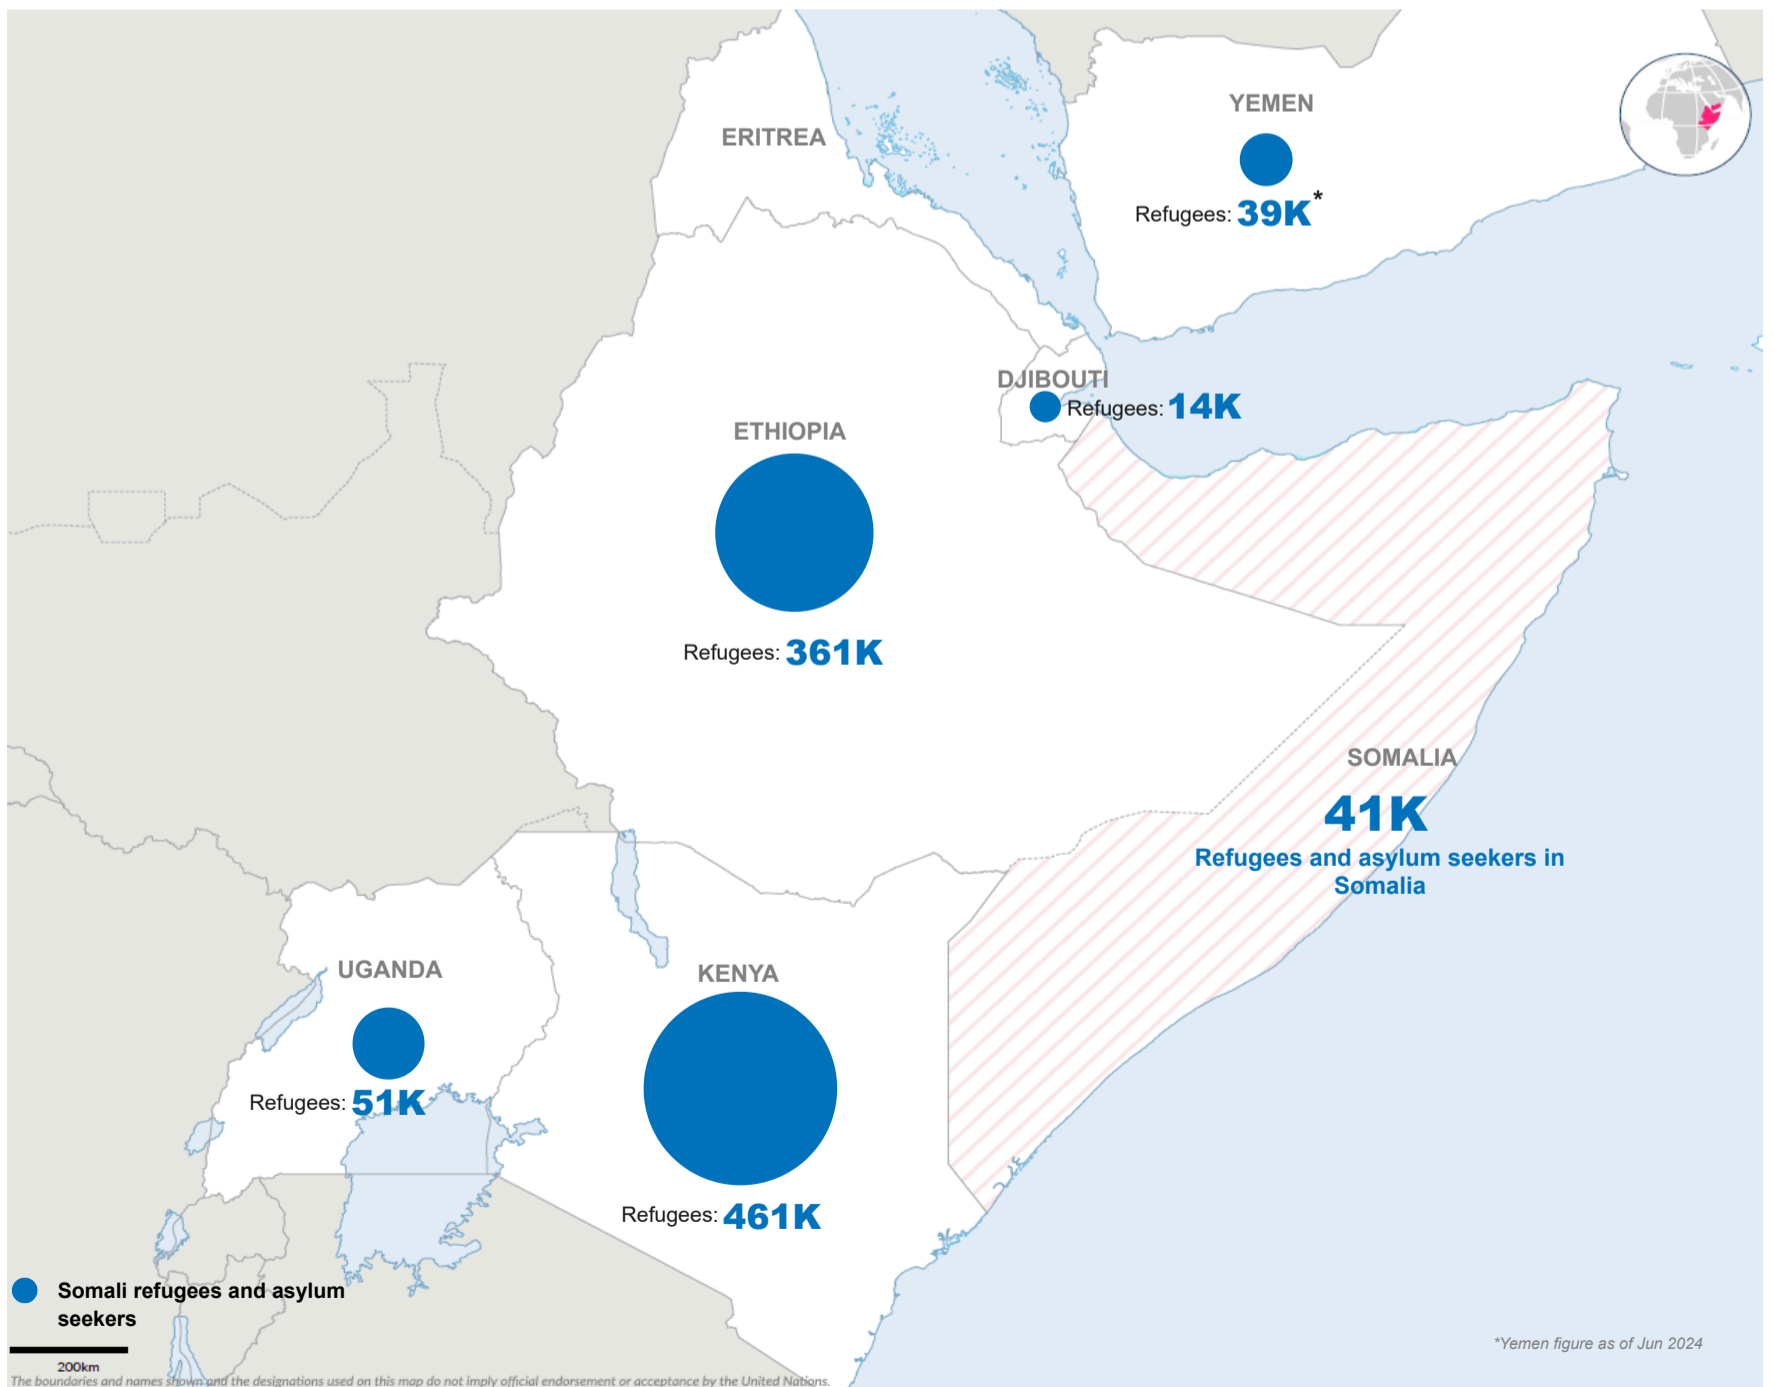 YEMEN
Refugees: 39K*
ERITREA
DJIBOUTI
Refugees: 14K
ETHIOPIA
Refugees: 361K
SOMALIA
41K
Refugees and asylum seekers in
Somalia
UGANDA
Refugees: 51K
KENYA
Refugees: 461K
Somali refugees and asylum
seekers
200km
*Yemen figure as of Jun 2024
The boundaries and names shown and the designations used on this map do not imply official endorsement or acceptance by the United Nations.